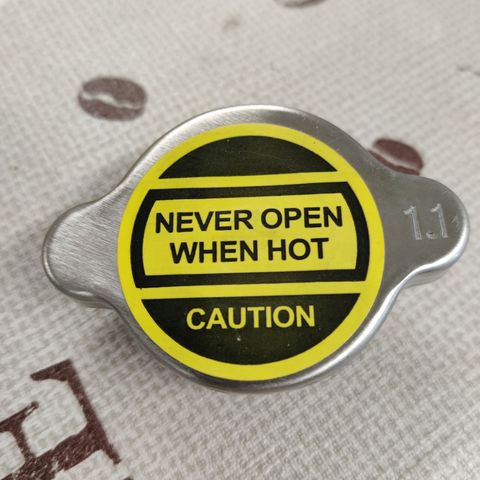 NEVER OPEN
WHEN HOT
CAUTION
1.1